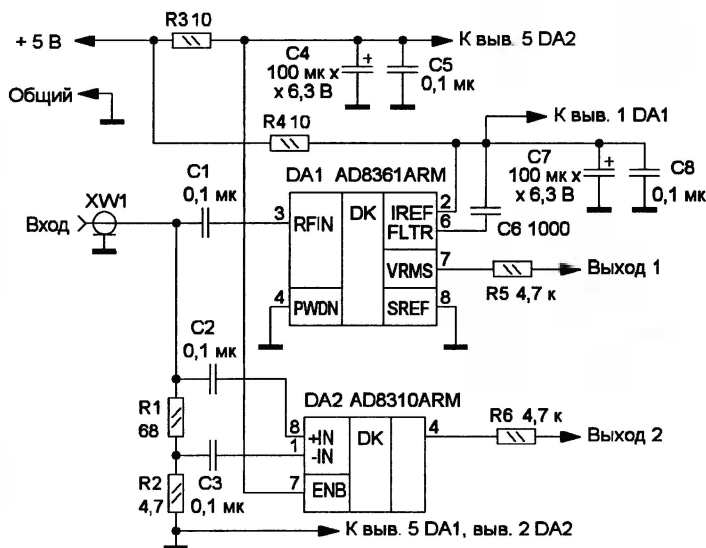 R3 10
+ 5 В
К выв. 5 DA2
C4
100 мк х
х 6,3 В
C5
0,1 мк
Общий
R4 10
К выв. 1 DA1
C1
0,1 мк
DA1 AD8361ARM
C7
100 мк х
х 6,3 В
C8
0,1 мк
XW1
Вход
3
RFIN
DK
IREF
2
FLTR
6
C6 1000
VRMS
7
R5 4,7 к
Выход 1
4
PWDN
SREF
8
C2
0,1 мк
DA2 AD8310ARM
R1
68
8
+IN
DK
4
R6 4,7 к
Выход 2
1
-IN
R2
4,7
C3
0,1 мк
7
ENB
К выв. 5 DA1, выв. 2 DA2